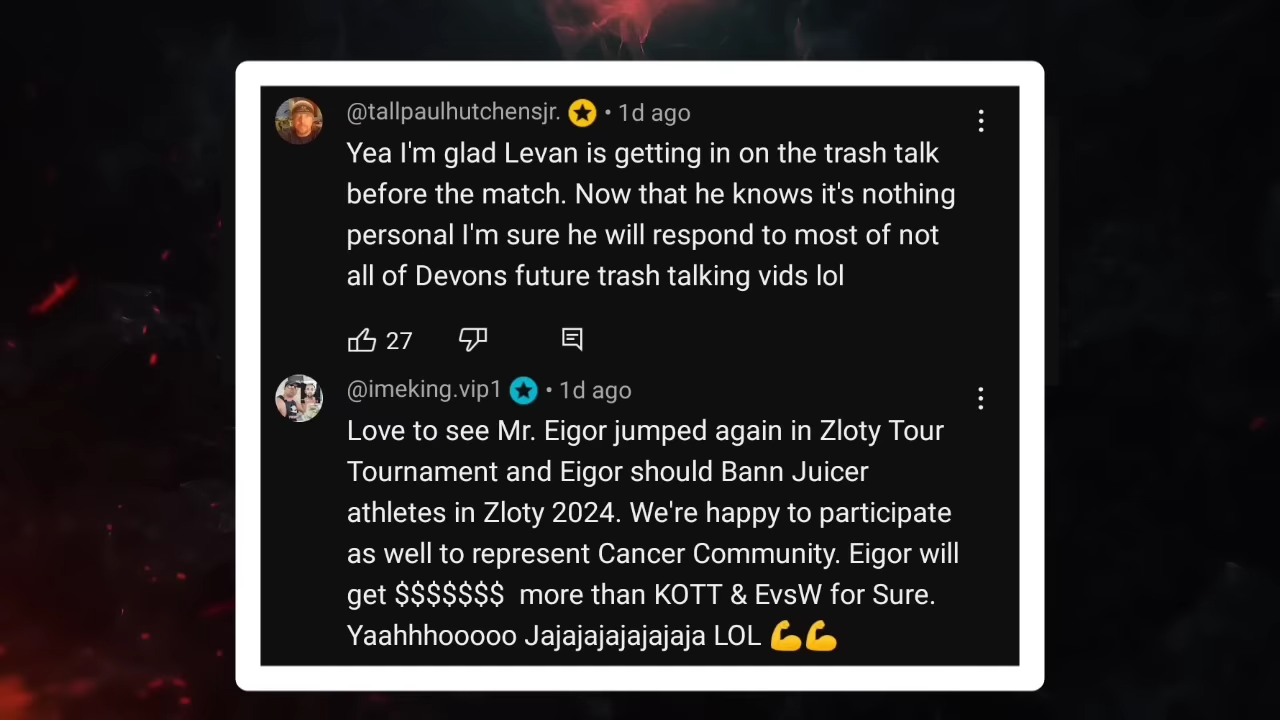 @tallpaulhutchensjr. • 1d ago
Yea I'm glad Levan is getting in on the trash talk
before the match. Now that he knows it's nothing
personal I'm sure he will respond to most of not
all of Devons future trash talking vids lol
27
@imeking.vip1 • 1d ago
Love to see Mr. Eigor jumped again in Zloty Tour
Tournament and Eigor should Bann Juicer
athletes in Zloty 2024. We're happy to participate
as well to represent Cancer Community. Eigor will
get $$$$$$$ more than KOTT & EvsW for Sure.
Yaahhhooooo Jajajajajajajaja LOL 💪💪